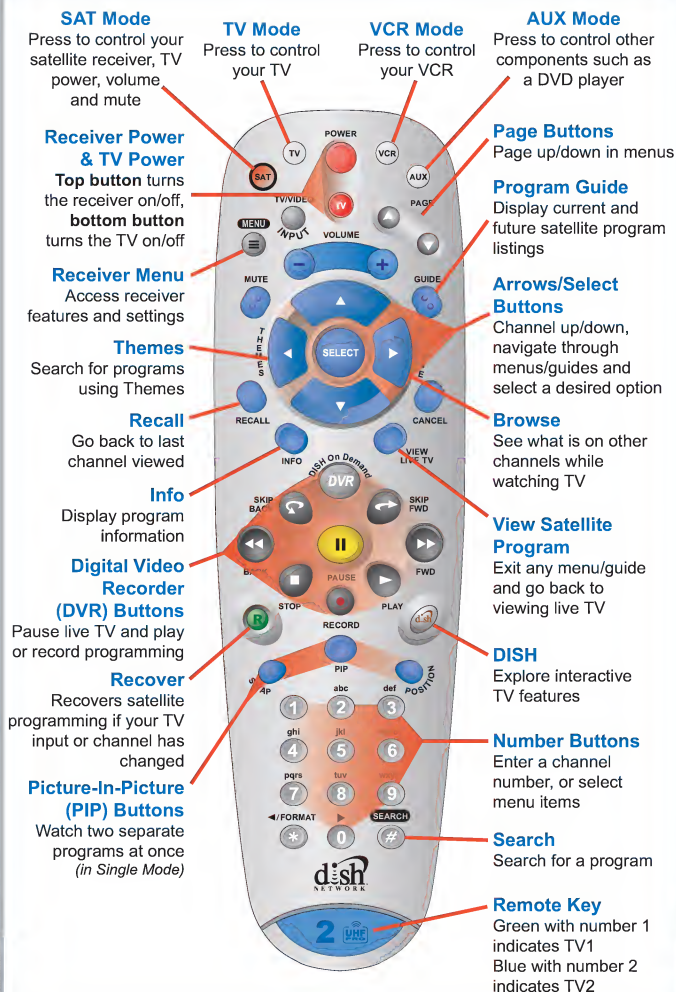 SAT Mode
Press to control your
satellite receiver, TV
power, volume
and mute
TV Mode
Press to control
your TV
VCR Mode
Press to control
your VCR
AUX Mode
Press to control other
components such as
a DVD player
Receiver Power
& TV Power
Top button turns
the receiver on/off,
bottom button
turns the TV on/off
Receiver Menu
Access receiver
features and settings
Themes
Search for programs
using Themes
Recall
Go back to last
channel viewed
Info
Display program
information
Digital Video
Recorder
(DVR) Buttons
Pause live TV and play
or record programming
Recover
Recovers satellite
programming if your TV
input or channel has
changed
Picture-In-Picture
(PIP) Buttons
Watch two separate
programs at once
(in Single Mode)
POWER
TV
VCR
SAT
AUX
TV/VIDEO
TV
PAGE
MENU
INPUT
VOLUME
MUTE
GUIDE
THEMES
SELECT
RECALL
CANCEL
INFO
VIEW
LIVE TV
DISH On Demand
DVR
SKIP
BACK
SKIP
FWD
BACK
FWD
PAUSE
STOP
PLAY
R
dish
RECORD
PIP
SWAP
POSITION
abc
def
1
2
3
ghi
jkl
4
5
6
pqrs
tuv
7
8
9
/FORMAT
SEARCH
*
0
#
dish
NETWORK
2
UHF
PRO
Page Buttons
Page up/down in menus
Program Guide
Display current and
future satellite program
listings
Arrows/Select
Buttons
Channel up/down,
navigate through
menus/guides and
select a desired option
Browse
See what is on other
channels while
watching TV
View Satellite
Program
Exit any menu/guide
and go back to
viewing live TV
DISH
Explore interactive
TV features
Number Buttons
Enter a channel
number, or select
menu items
Search
Search for a program
Remote Key
Green with number 1
indicates TV1
Blue with number 2
indicates TV2